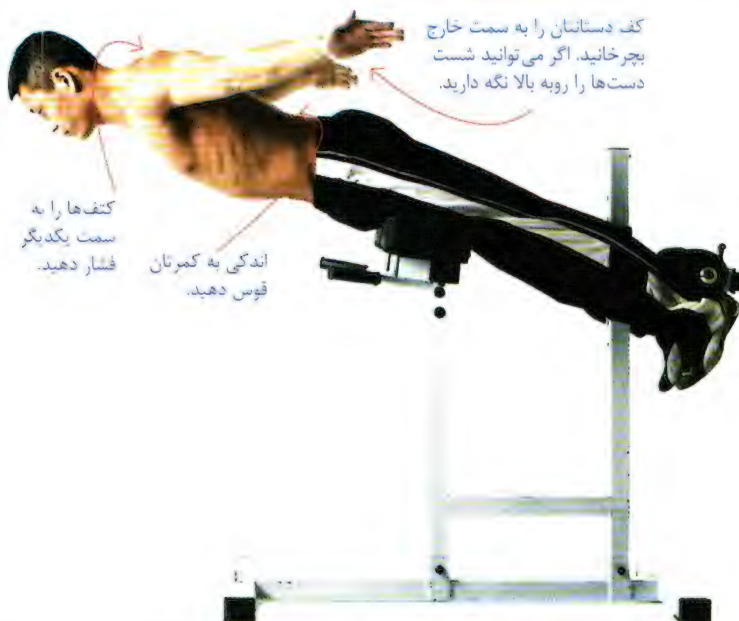 کف دستانتان را به سمت خارج
بچرخانید. اگر می‌توانید شست
دست‌ها را روبه بالا نگه دارید.
کتف‌ها را به
سمت یکدیگر
فشار دهید.
اندکی به کمرتان
قوس دهید.